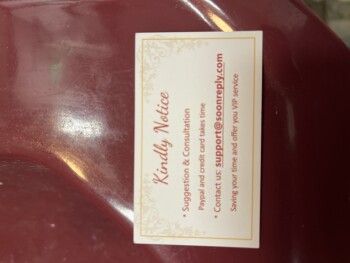 Kindly Notice
* Suggestion & Consultation
Paypal and credit card takes time
* Contact us: support@soonreply.com
Saving your time and offer you VIP service